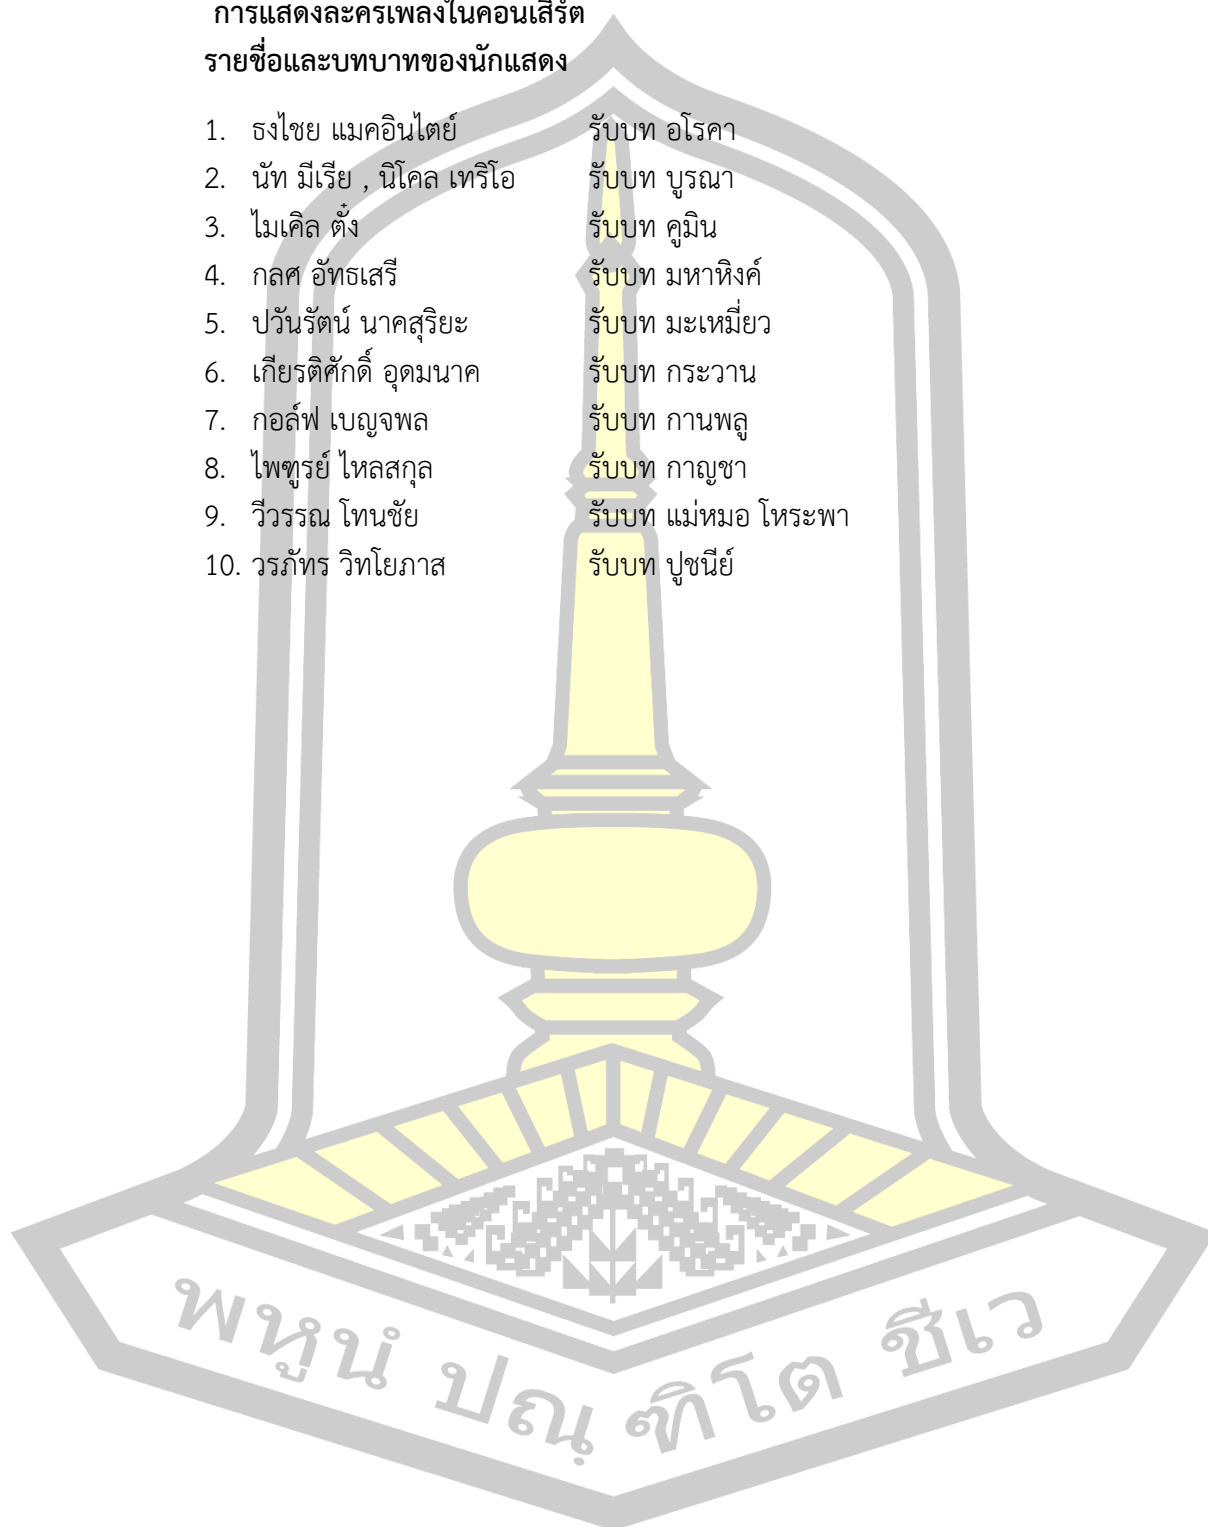 การแสดงละครเพลงในคอนเสิร์ต
รายชื่อและบทบาทของนักแสดง
1. ธงไชย แมคอินไตย์ รับบท อโรคา
2. นัท มีเรีย , นิโคล เทริโอ รับบท บูรณา
3. ไมเคิล ตั๋ง รับบท คูมิน
4. กลศ อัทธเสรี รับบท มหาหิงค์
5. ปวันรัตน์ นาคสุริยะ รับบท มะเหมี่ยว
6. เกียรติศักดิ์ อุดมนาค รับบท กระวาน
7. กอล์ฟ เบญจพล รับบท กานพลู
8. ไพฑูรย์ ไหลสกุล รับบท กาญชา
9. วีวรรณ โทนชัย รับบท แม่หมอ โหระพา
10. วรภัทร วิทโยภาส รับบท ปูชนีย์
พหูนํ ปณฺฑิโต ชีเว